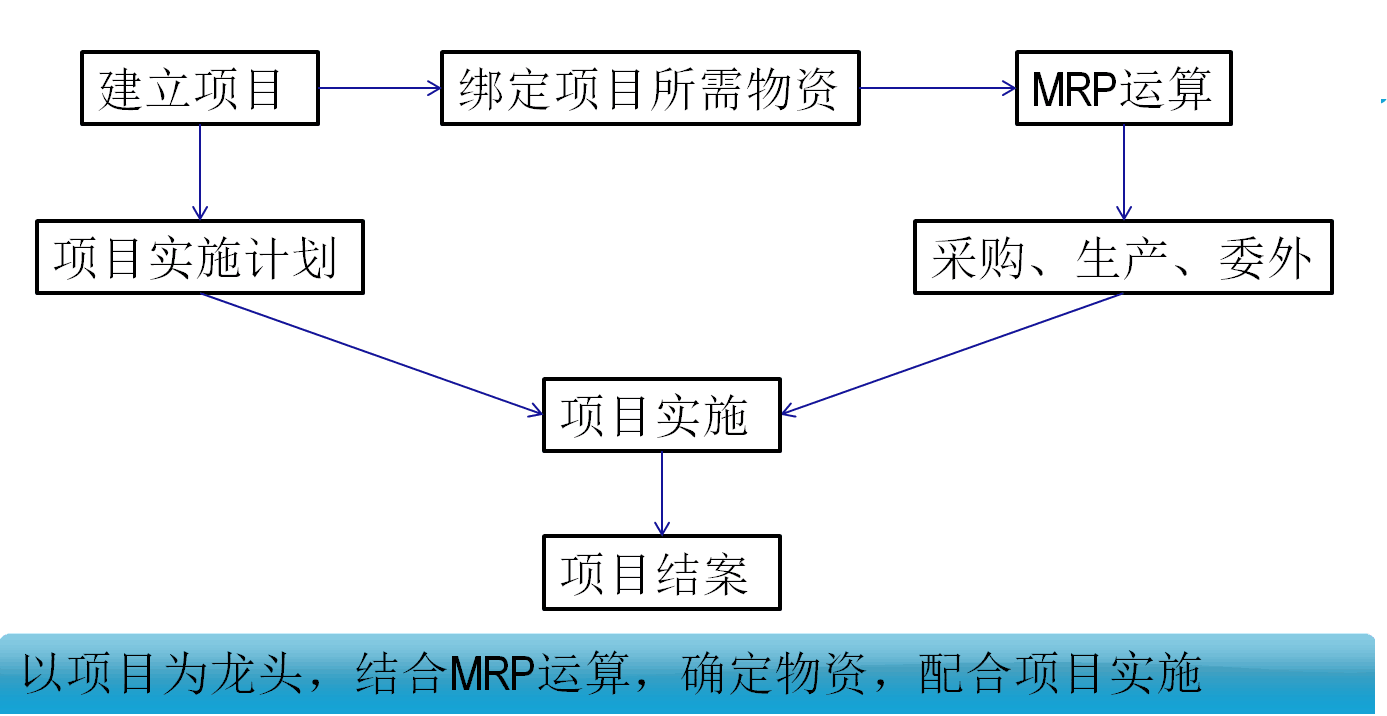 建立项目
绑定项目所需物资
MRP运算
项目实施计划
采购、生产、委外
项目实施
项目结案
以项目为龙头，结合MRP运算，确定物资，配合项目实施